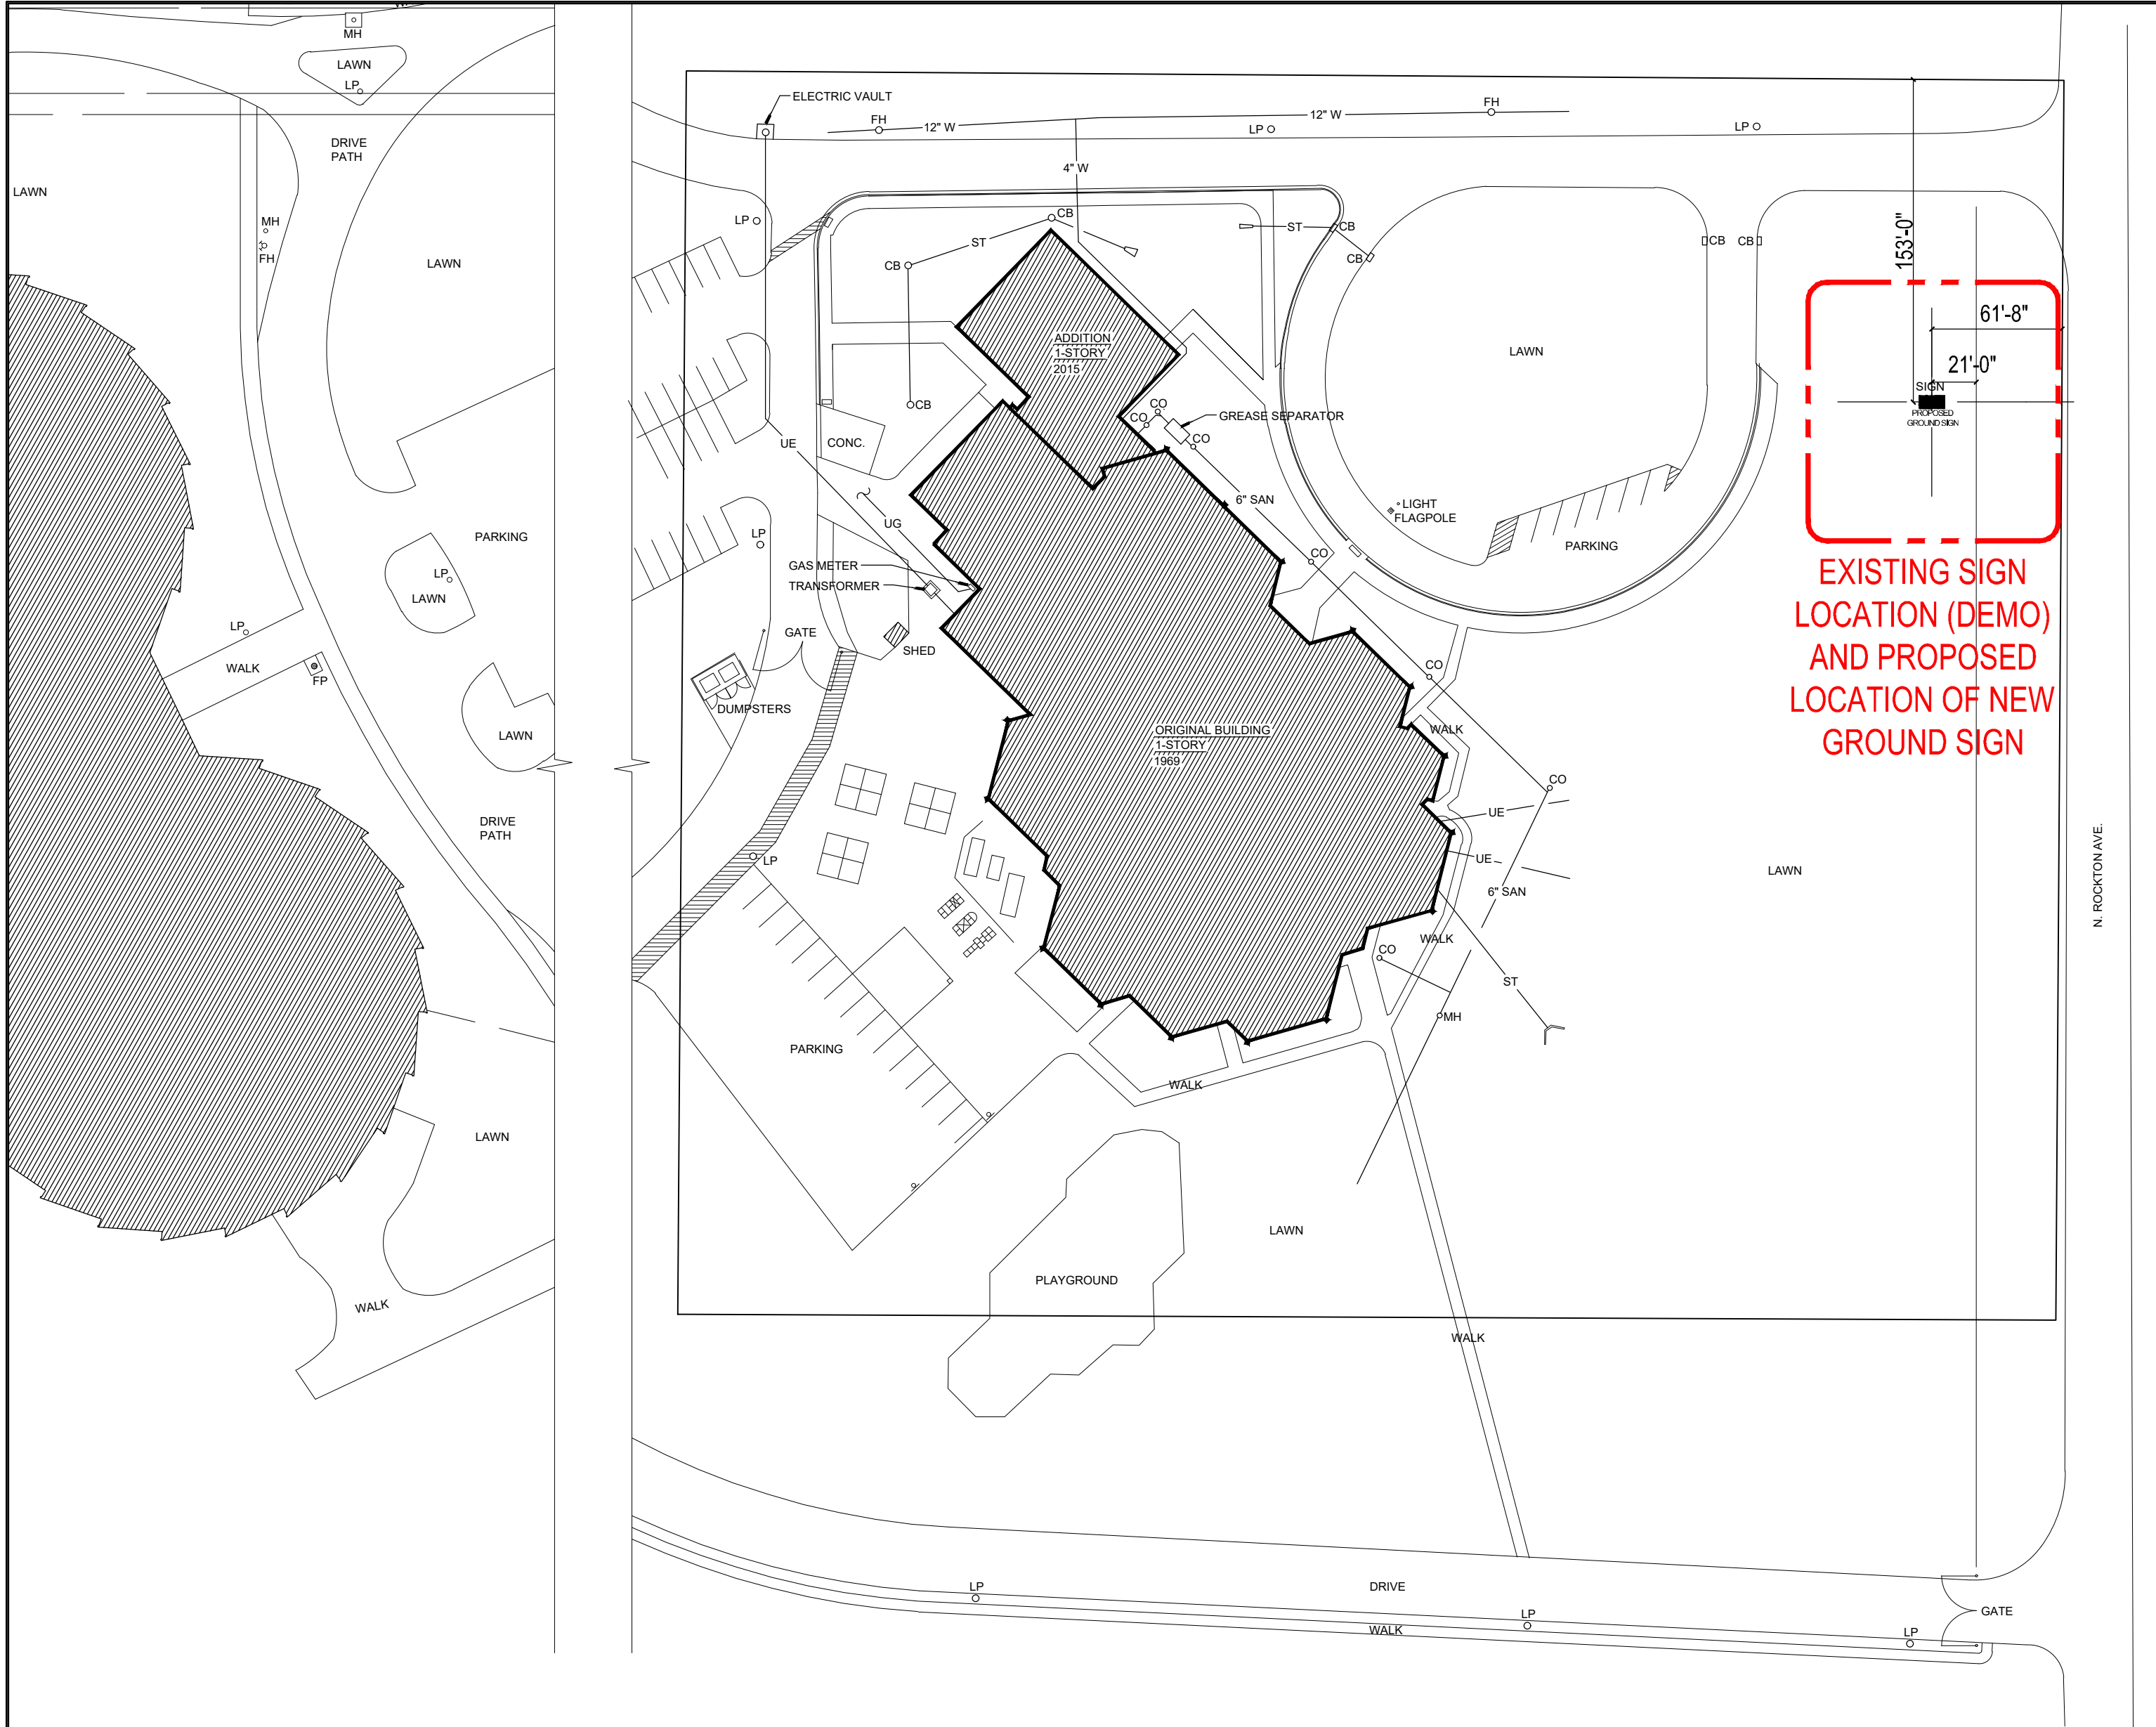 MH
LAWN
LP
ELECTRIC VAULT
FH
12" W
12" W
FH
LP
LP
DRIVE
PATH
4" W
LAWN
MH
FH
LAWN
LP
CB
ST
CB
ST
CB
CB
CB
CB
153'-0"
61'-8"
21'-0"
SIGN
PROPOSED
GROUND SIGN
ADDITION
1-STORY
2015
LAWN
CB
CO
CO
GREASE SEPARATOR
CO
UE
CONC.
6" SAN
LIGHT
FLAGPOLE
UG
PARKING
LP
PARKING
CO
GAS METER
TRANSFORMER
LP
LAWN
EXISTING SIGN
LOCATION (DEMO)
AND PROPOSED
LOCATION OF NEW
GROUND SIGN
LP
GATE
SHED
WALK
FP
CO
DUMPSTERS
LAWN
ORIGINAL BUILDING
1-STORY
1969
WALK
CO
DRIVE
PATH
UE
UE
LP
LAWN
N. ROCKTON AVE.
6" SAN
WALK
CO
ST
MH
PARKING
WALK
LAWN
LAWN
PLAYGROUND
WALK
WALK
LP
DRIVE
LP
WALK
LP
GATE